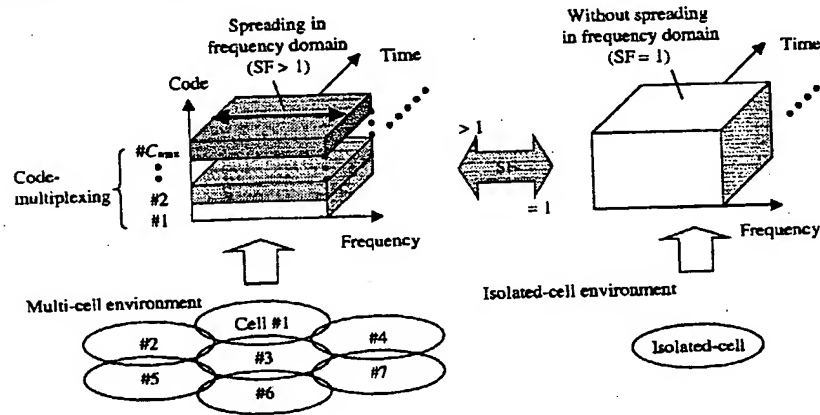 Spreading in
frequency domain
(SF > 1)
Time
Code
#Cmux
Code-
multiplexing
#2
#1
Frequency
> 1
SF
= 1
Without spreading
in frequency domain
(SF = 1)
Time
Frequency
Multi-cell environment
Cell #1
#2
#4
#3
#5
#7
#6
Isolated-cell environment
Isolated-cell